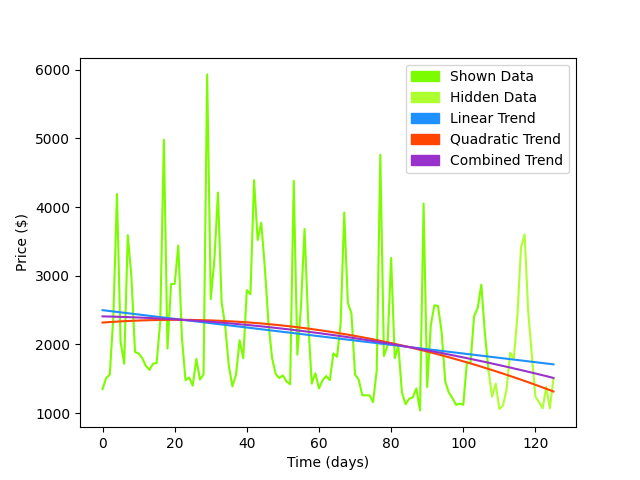 6000
5000
4000
3000
2000
1000
Price ($)
0
20
40
60
80
100
120
Time (days)
Shown Data
Hidden Data
Linear Trend
Quadratic Trend
Combined Trend